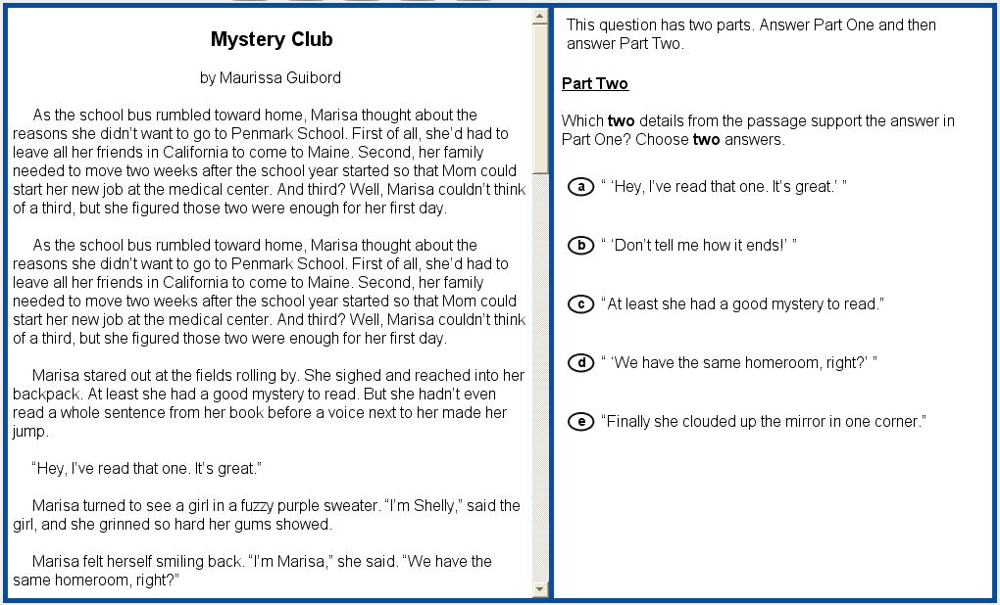 Mystery Club
by Maurissa Guibord
As the school bus rumbled toward home, Marisa thought about the
reasons she didn’t want to go to Penmark School. First of all, she’d had to
leave all her friends in California to come to Maine. Second, her family
needed to move two weeks after the school year started so that Mom could
start her new job at the medical center. And third? Well, Marisa couldn’t think
of a third, but she figured those two were enough for her first day.
As the school bus rumbled toward home, Marisa thought about the
reasons she didn’t want to go to Penmark School. First of all, she’d had to
leave all her friends in California to come to Maine. Second, her family
needed to move two weeks after the school year started so that Mom could
start her new job at the medical center. And third? Well, Marisa couldn’t think
of a third, but she figured those two were enough for her first day.
Marisa stared out at the fields rolling by. She sighed and reached into her
backpack. At least she had a good mystery to read. But she hadn’t even
read a whole sentence from her book before a voice next to her made her
jump.
“Hey, I’ve read that one. It’s great.”
Marisa turned to see a girl in a fuzzy purple sweater. “I’m Shelly,” said the
girl, and she grinned so hard her gums showed.
Marisa felt herself smiling back. “I’m Marisa,” she said. “We have the
same homeroom, right?”
This question has two parts. Answer Part One and then
answer Part Two.
Part Two
Which two details from the passage support the answer in
Part One? Choose two answers.
a “ ‘Hey, I’ve read that one. It’s great.’ ”
b “ ‘Don’t tell me how it ends!’ ”
c “At least she had a good mystery to read.”
d “ ‘We have the same homeroom, right?’ ”
e “Finally she clouded up the mirror in one corner.”